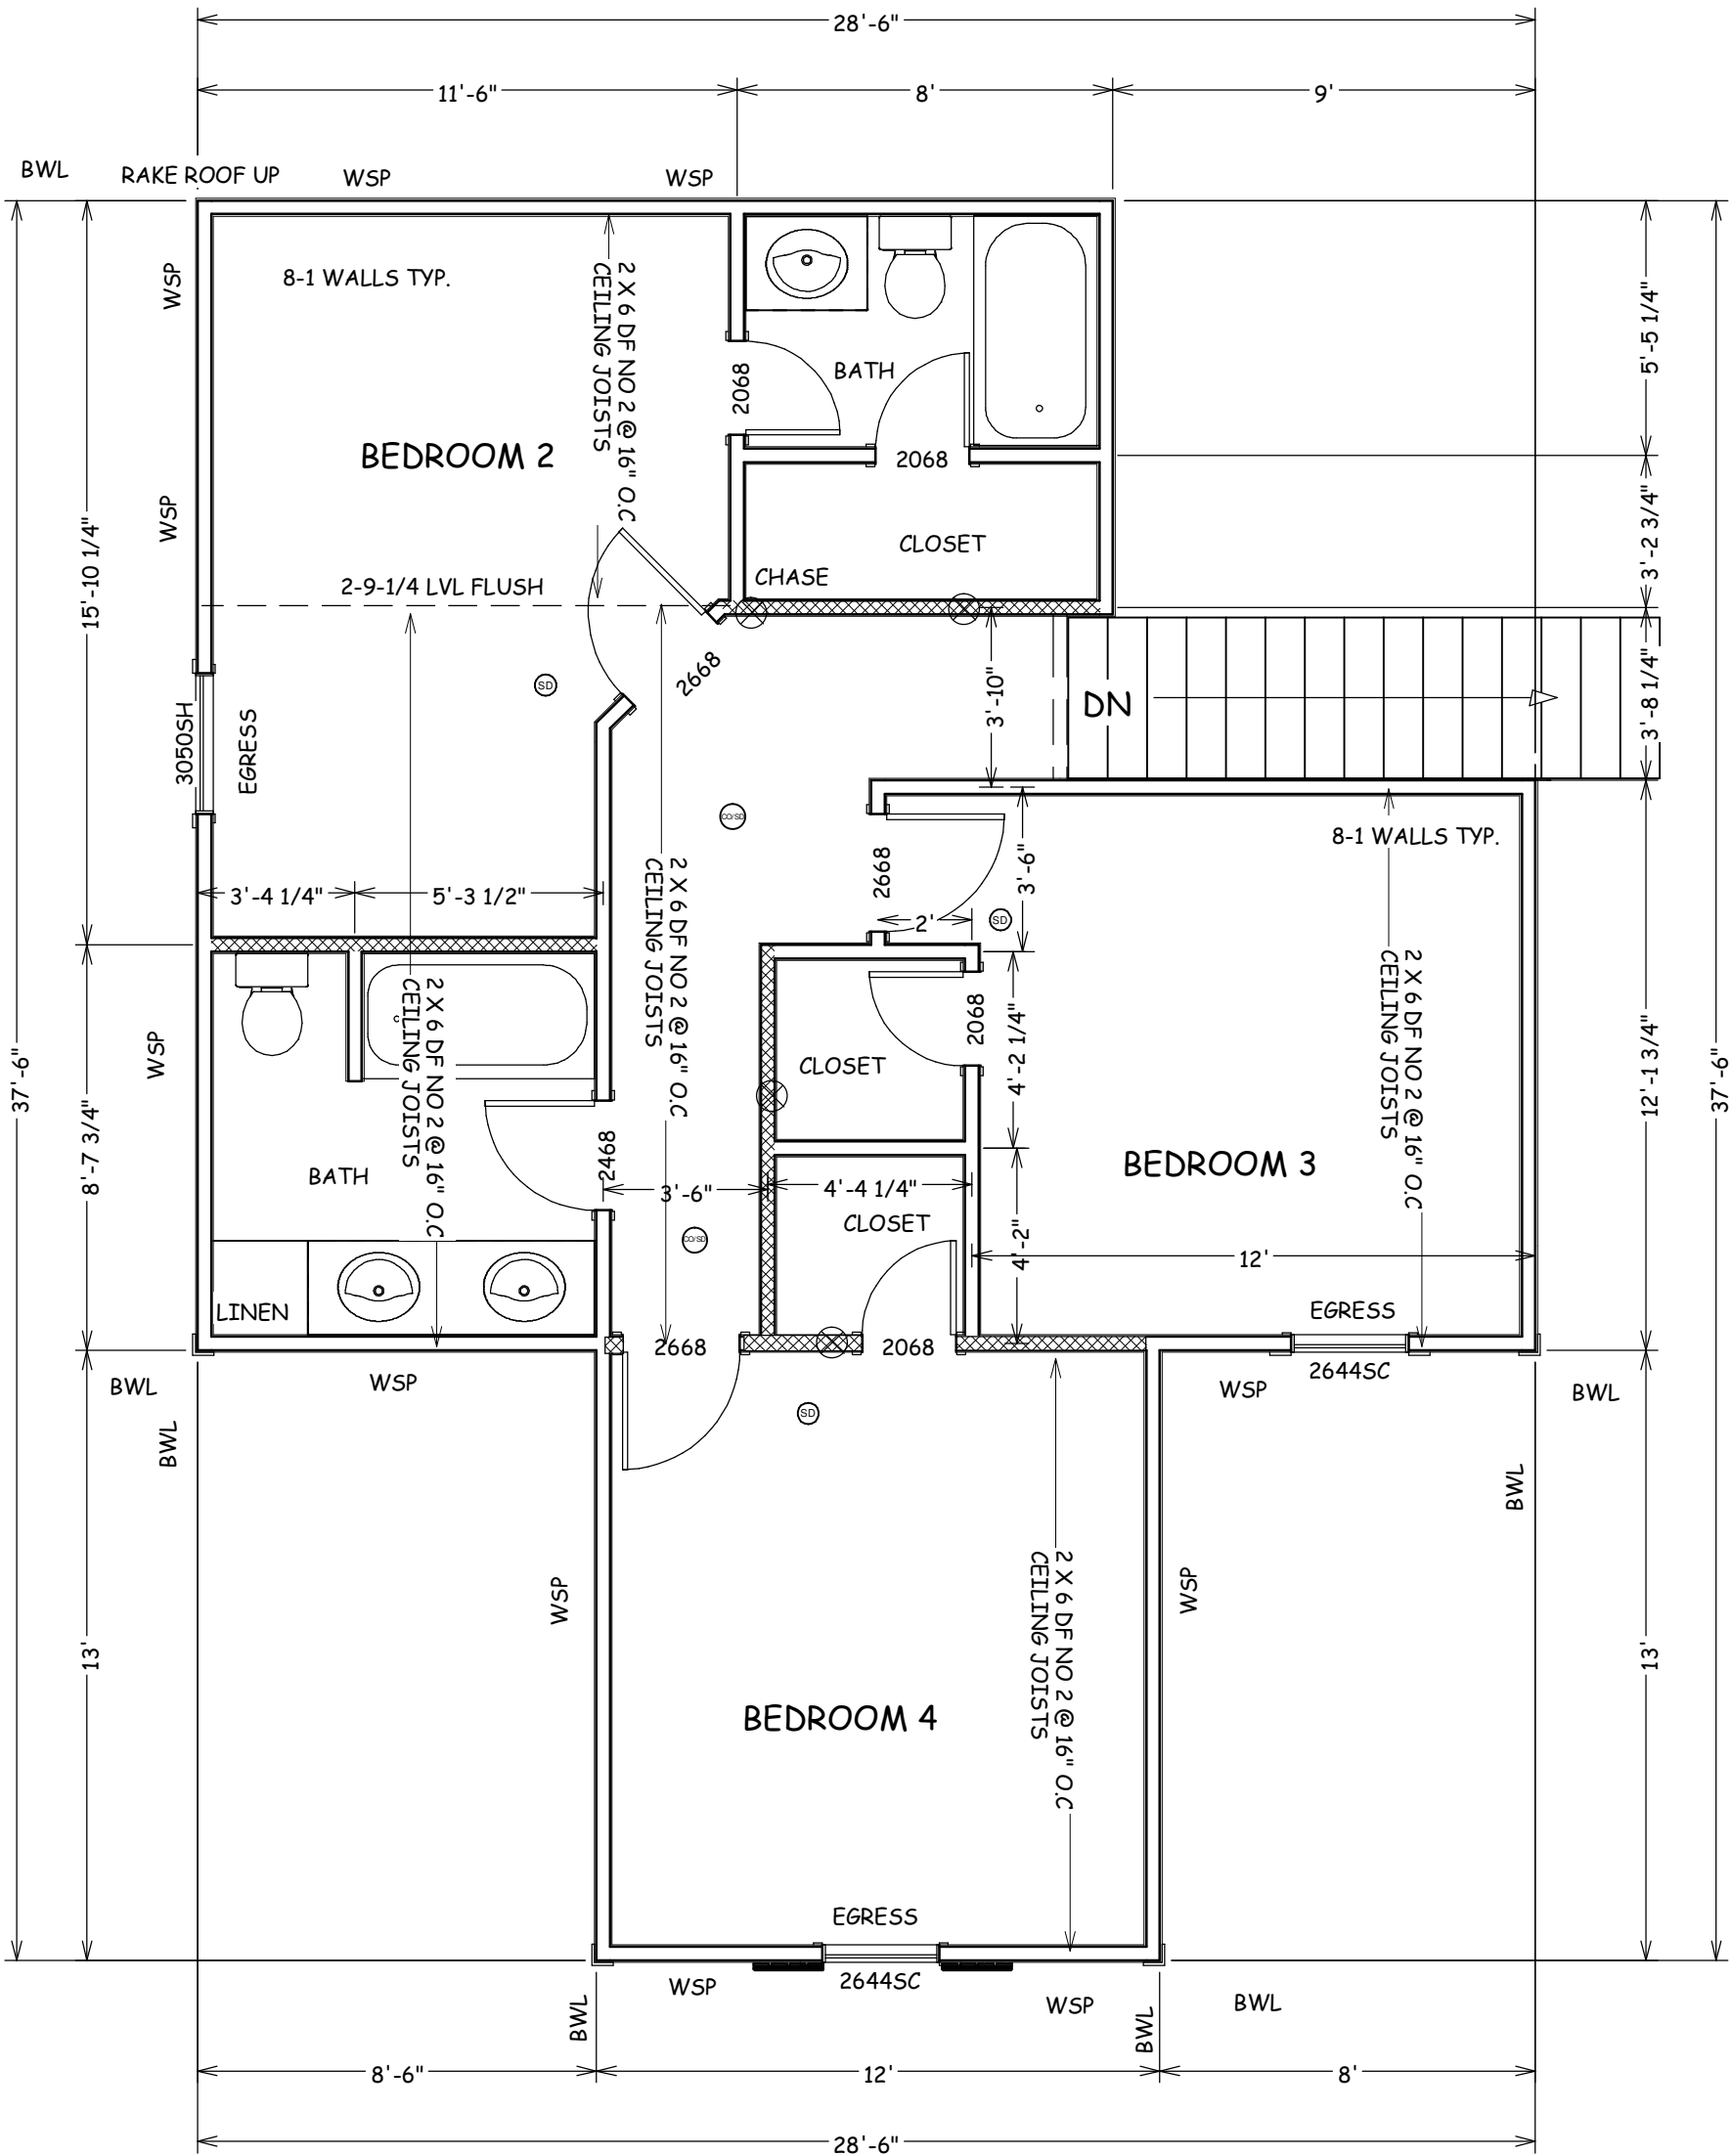 28'-6"
11'-6"
8'
9'
BWL
RAKE ROOF UP
WSP
WSP
WSP
8-1 WALLS TYP.
2 X 6 DF NO 2 @ 16" O.C
CEILING JOISTS
2068
BATH
5'-5 1/4"
BEDROOM 2
2068
WSP
CLOSET
3'-2 3/4"
15'-10 1/4"
2-9-1/4 LVL FLUSH
CHASE
2668
SD
3'-10"
DN
3'-8 1/4"
3050SH
EGRESS
CO/SD
8-1 WALLS TYP.
2668
3'-6"
3'-4 1/4"
5'-3 1/2"
2 X 6 DF NO 2 @ 16" O.C
CEILING JOISTS
2'
SD
2 X 6 DF NO 2 @ 16" O.C
CEILING JOISTS
2 X 6 DF NO 2 @ 16" O.C
CEILING JOISTS
WSP
2068
4'-2 1/4"
CLOSET
37'-6"
12'-1 3/4"
37'-6"
8'-7 3/4"
BATH
2468
BEDROOM 3
3'-6"
4'-4 1/4"
CLOSET
CO/SD
4'-2"
12'
LINEN
EGRESS
2668
2068
2644SC
BWL
WSP
WSP
BWL
BWL
SD
BWL
WSP
2 X 6 DF NO 2 @ 16" O.C
CEILING JOISTS
WSP
13'
13'
BEDROOM 4
EGRESS
WSP
2644SC
WSP
BWL
BWL
BWL
8'-6"
12'
8'
28'-6"